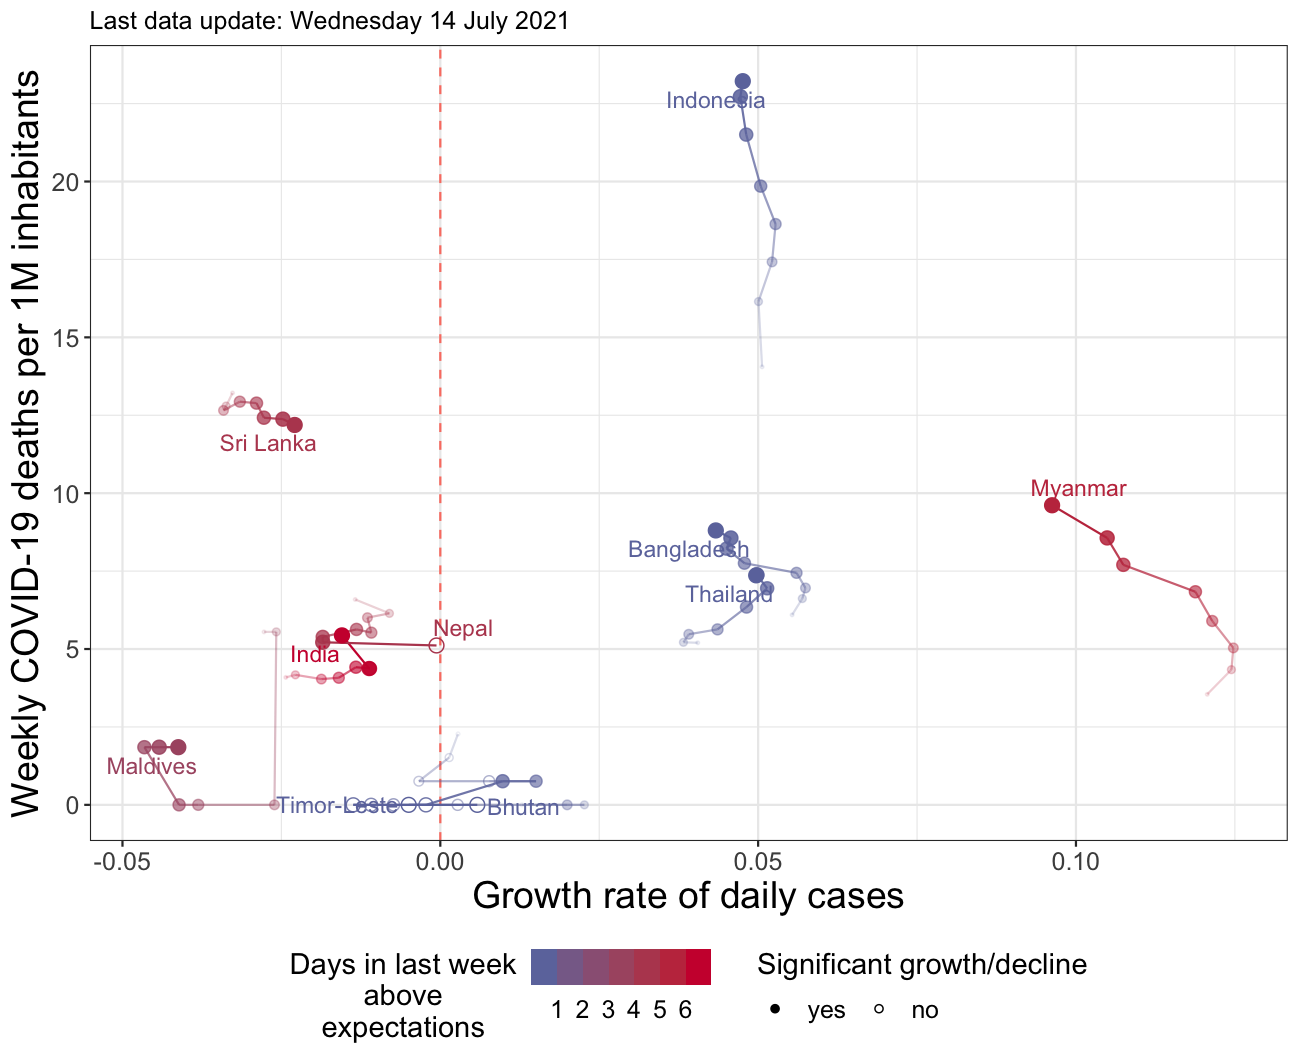 Last data update: Wednesday 14 July 2021
Weekly COVID-19 deaths per 1M inhabitants
20
15
10
5
0
Indonesia
Sri Lanka
Myanmar
Bangladesh
Thailand
Nepal
India
Maldives
Timor-Leste
Bhutan
-0.05 0.00 0.05 0.10
Growth rate of daily cases
Days in last week
above
expectations
1 2 3 4 5 6
Significant growth/decline
yes no